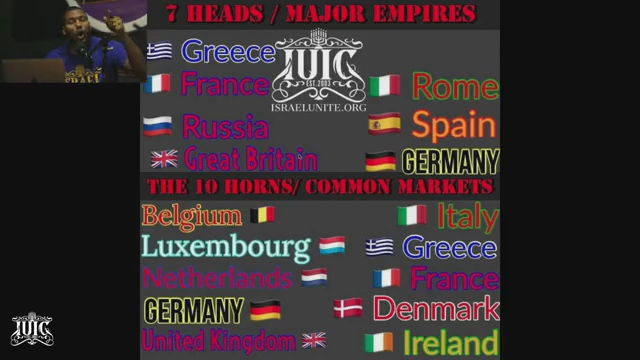 7 HEADS / MAJOR EMP1RES
Greece
IUIC
France
EST. 2003
Rome
ISRAELUNITE.ORG
Russia
Spain
Great Britain
GERMANY
THE 10 HORNS/ COMMON MARKETS
Belgium
Italy
Luxembourg
Greece
Netherlands
France
GERMANY
Denmark
United Kingdom
Ireland
IUIC